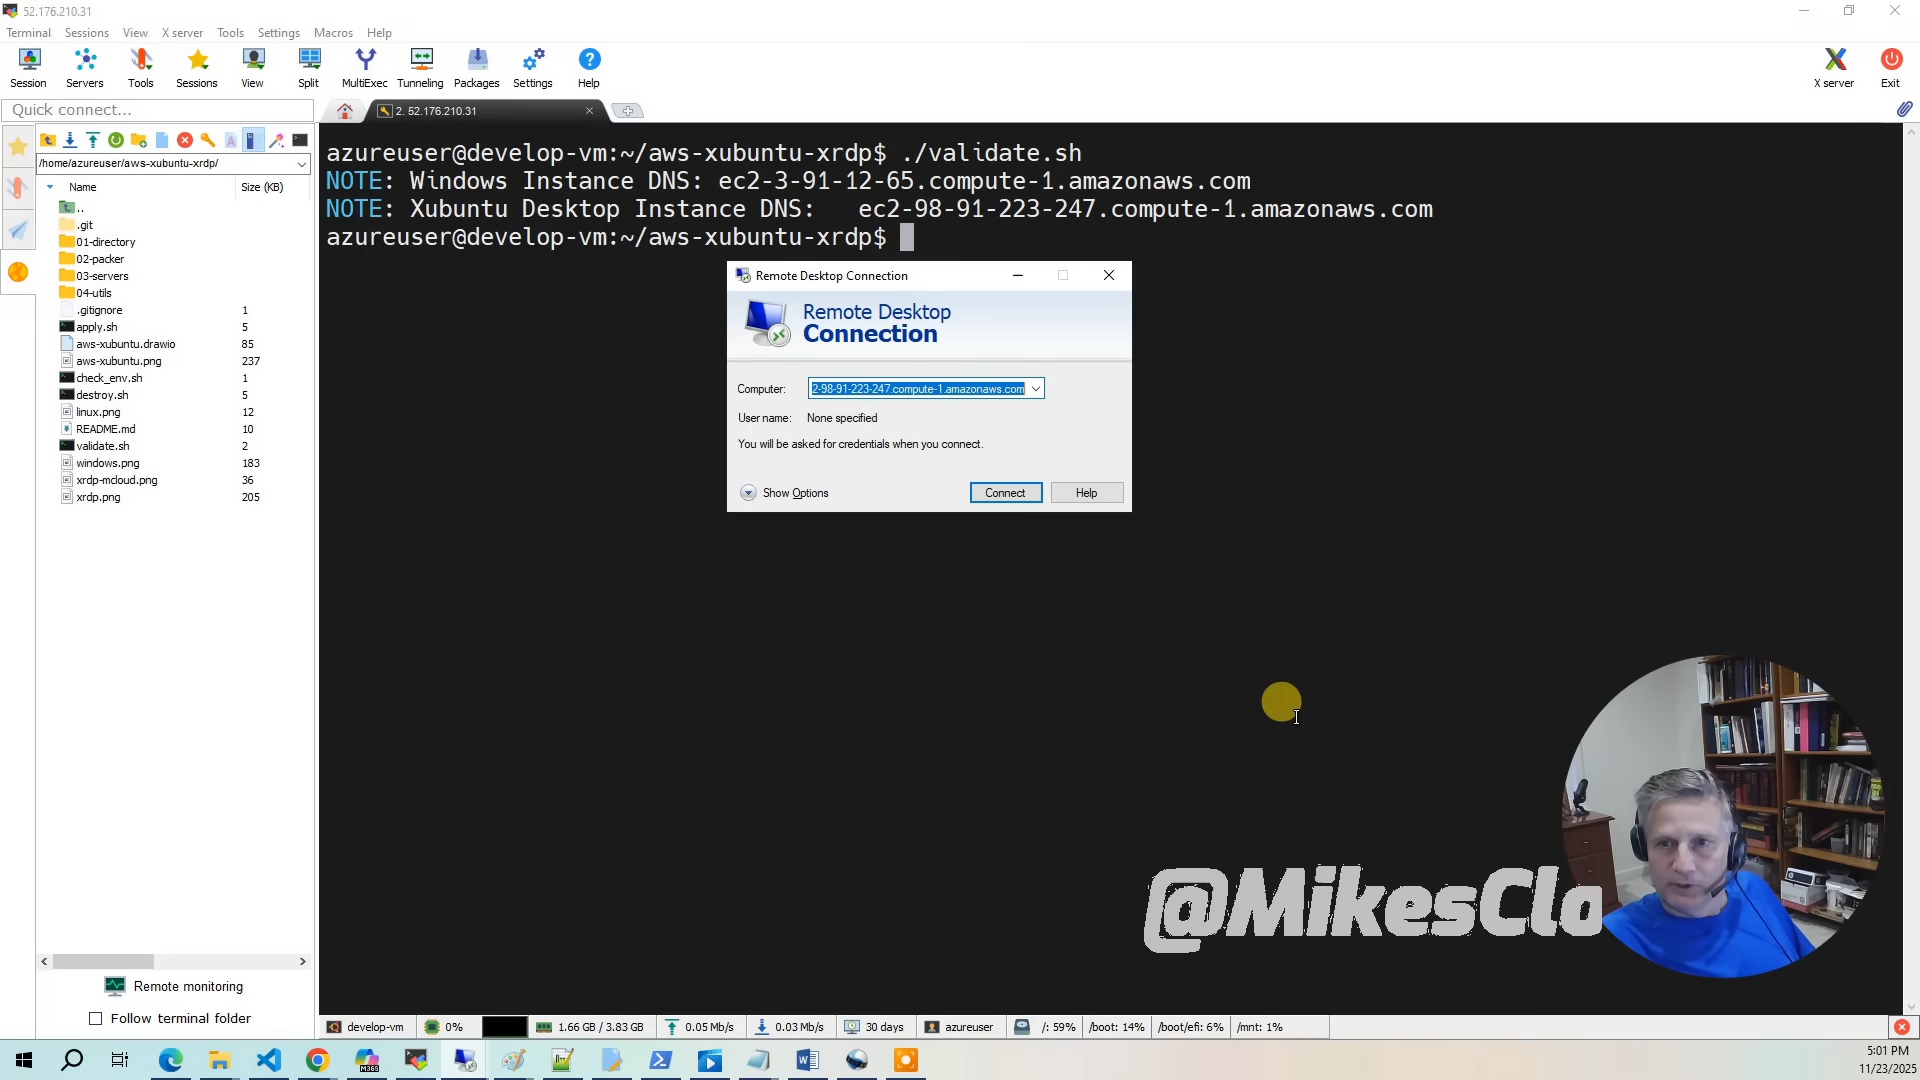 52.176.210.31
Terminal Sessions View X server Tools Settings Macros Help
Session Servers Tools Sessions View Split MultiExec Tunneling Packages Settings Help X server Exit
Quick connect...
2. 52.176.210.31
/home/azureuser/aws-xubuntu-xrdp/
Name Size (KB)
..
.git
01-directory
02-packer
03-servers
04-utils
.gitignore 1
apply.sh 5
aws-xubuntu.drawio 85
aws-xubuntu.png 237
check_env.sh 1
destroy.sh 5
linux.png 12
README.md 10
validate.sh 2
windows.png 183
xrdp-mcloud.png 36
xrdp.png 205
Remote monitoring
Follow terminal folder
azureuser@develop-vm:~/aws-xubuntu-xrdp$ ./validate.sh
NOTE: Windows Instance DNS: ec2-3-91-12-65.compute-1.amazonaws.com
NOTE: Xubuntu Desktop Instance DNS:   ec2-98-91-223-247.compute-1.amazonaws.com
azureuser@develop-vm:~/aws-xubuntu-xrdp$
Remote Desktop Connection
Remote Desktop
Connection
Computer: 2-98-91-223-247.compute-1.amazonaws.com
User name: None specified
You will be asked for credentials when you connect.
Show Options Connect Help
@MikesClo
develop-vm 0% 1.66 GB / 3.83 GB 0.05 Mb/s 0.03 Mb/s 30 days azureuser /: 59% /boot: 14% /boot/efi: 6% /mnt: 1%
M365
5:01 PM
11/23/2025